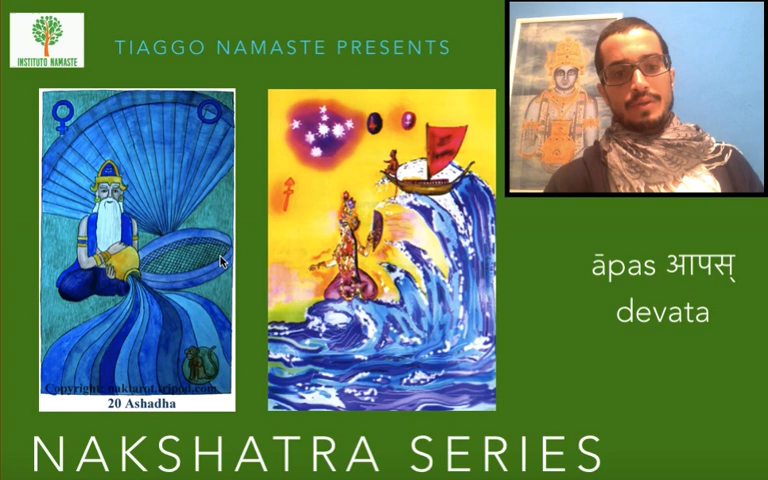 INSTITUTO NAMASTE
TIAGGO NAMASTE PRESENTS
Copyright: naktarot.tripod.com
20 Ashadha
āpas आपस्
devata
NAKSHATRA SERIES